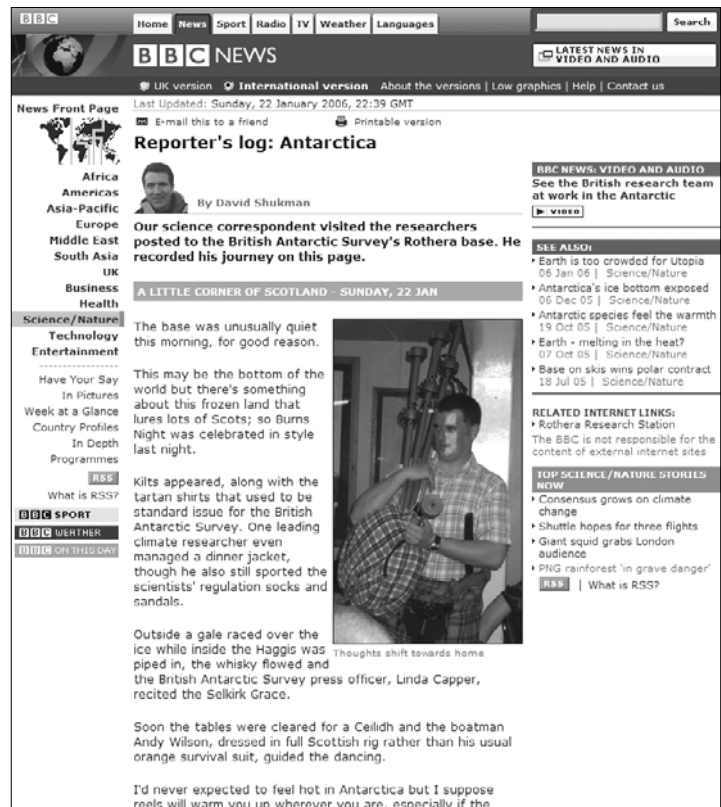 BBC
Home News Sport Radio TV Weather Languages
Search
BBC NEWS
LATEST NEWS IN
VIDEO AND AUDIO
UK version International version About the versions | Low graphics | Help | Contact us
News Front Page
Africa
Americas
Asia-Pacific
Europe
Middle East
South Asia
UK
Business
Health
Science/Nature
Technology
Entertainment
Have Your Say
In Pictures
Week at a Glance
Country Profiles
In Depth
Programmes
RSS
What is RSS?
BBC SPORT
BBC WEATHER
BBC ON THIS DAY
Last Updated: Sunday, 22 January 2006, 22:39 GMT
E-mail this to a friend Printable version
Reporter's log: Antarctica
By David Shukman
Our science correspondent visited the researchers
posted to the British Antarctic Survey's Rothera base. He
recorded his journey on this page.
A LITTLE CORNER OF SCOTLAND - SUNDAY, 22 JAN
The base was unusually quiet
this morning, for good reason.
This may be the bottom of the
world but there's something
about this frozen land that
lures lots of Scots; so Burns
Night was celebrated in style
last night.
Kilts appeared, along with the
tartan shirts that used to be
standard issue for the British
Antarctic Survey. One leading
climate researcher even
managed a dinner jacket,
though he also still sported the
scientists' regulation socks and
sandals.
Outside a gale raced over the
ice while inside the Haggis was
piped in, the whisky flowed and
the British Antarctic Survey press officer, Linda Capper,
recited the Selkirk Grace.
Thoughts shift towards home
Soon the tables were cleared for a Ceilidh and the boatman
Andy Wilson, dressed in full Scottish rig rather than his usual
orange survival suit, guided the dancing.
I'd never expected to feel hot in Antarctica but I suppose
reels will warm you up wherever you are, especially if the
BBC NEWS: VIDEO AND AUDIO
See the British research team
at work in the Antarctic
VIDEO
SEE ALSO:
Earth is too crowded for Utopia
06 Jan 06 | Science/Nature
Antarctica's ice bottom exposed
06 Dec 05 | Science/Nature
Antarctic species feel the warmth
19 Oct 05 | Science/Nature
Earth - melting in the heat?
07 Oct 05 | Science/Nature
Base on skis wins polar contract
18 Jul 05 | Science/Nature
RELATED INTERNET LINKS:
Rothera Research Station
The BBC is not responsible for the
content of external internet sites
TOP SCIENCE/NATURE STORIES
NOW
Consensus grows on climate
change
Shuttle hopes for three flights
Giant squid grabs London
audience
PNG rainforest 'in grave danger'
RSS | What is RSS?